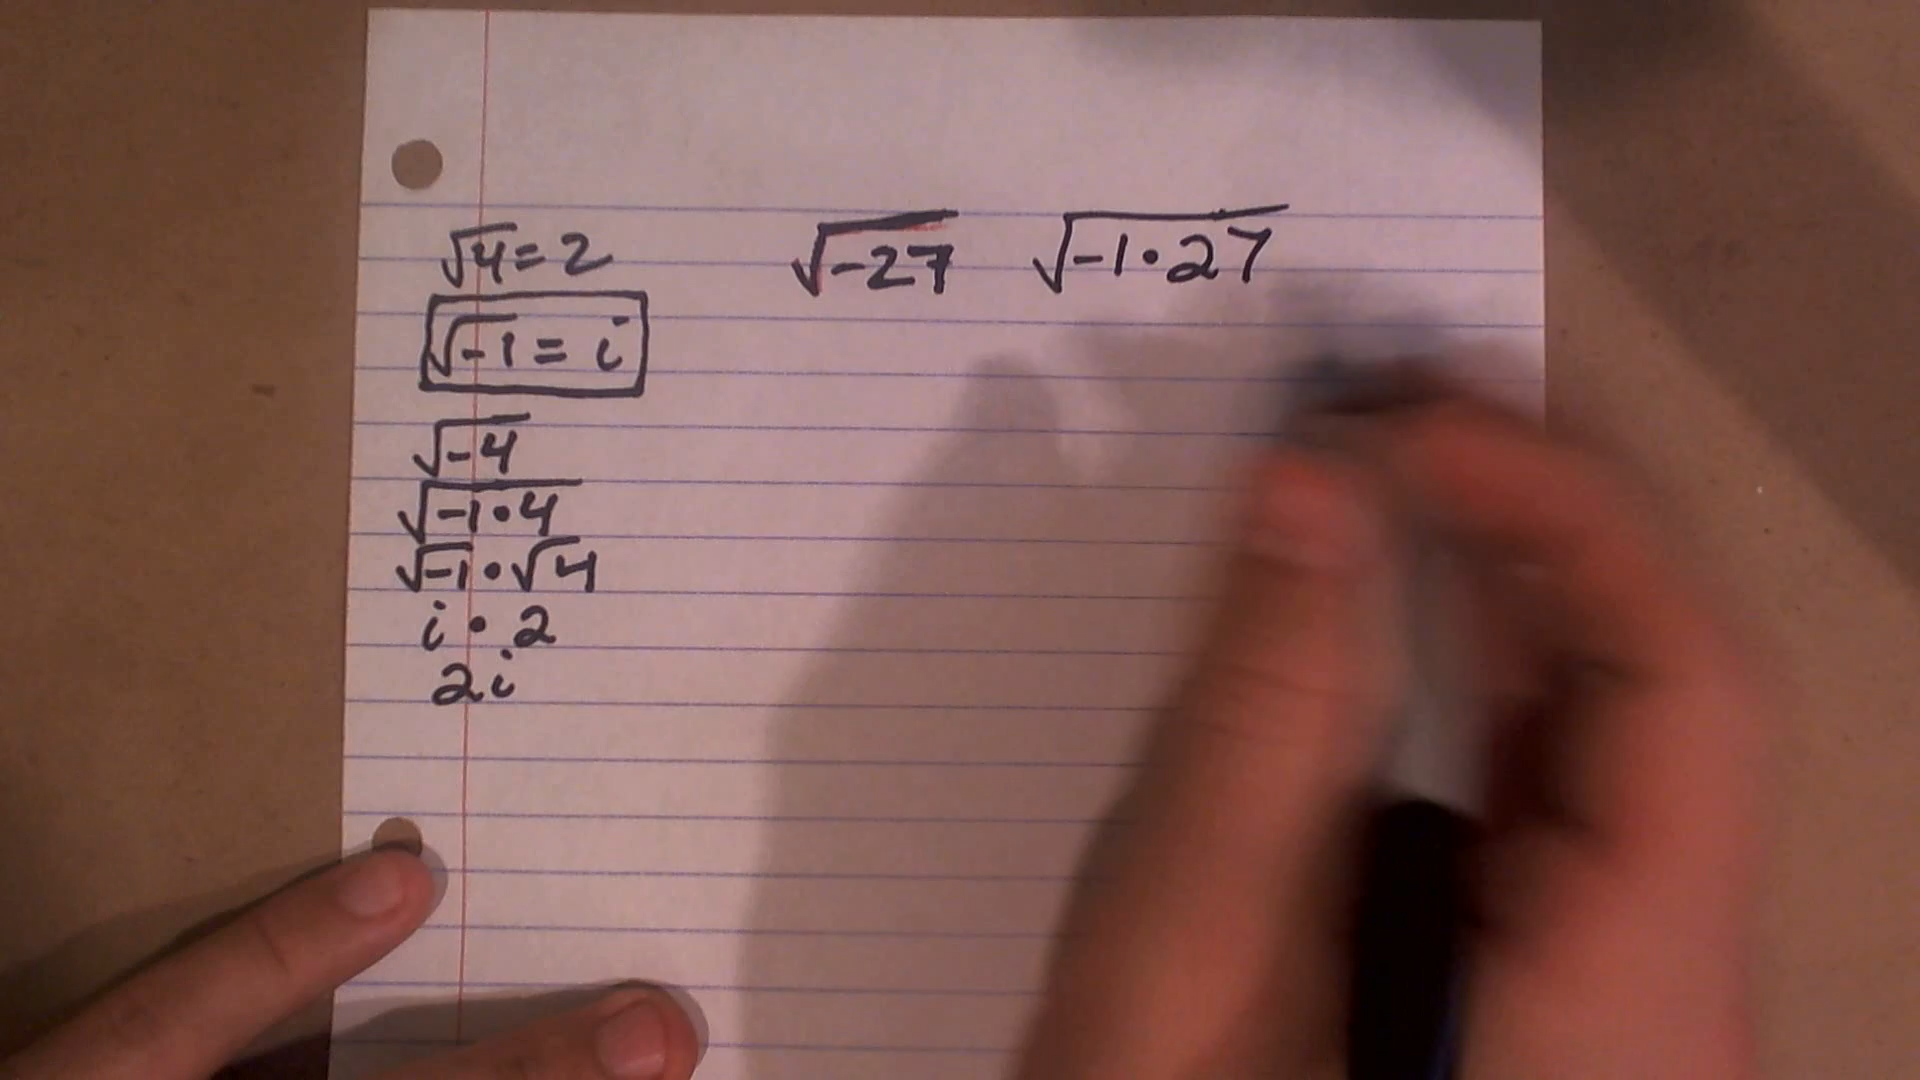 √4 = 2
√-1 = i
√-4
√-1•4
√-1 • √4
i • 2
2i
√-27 √-1•27